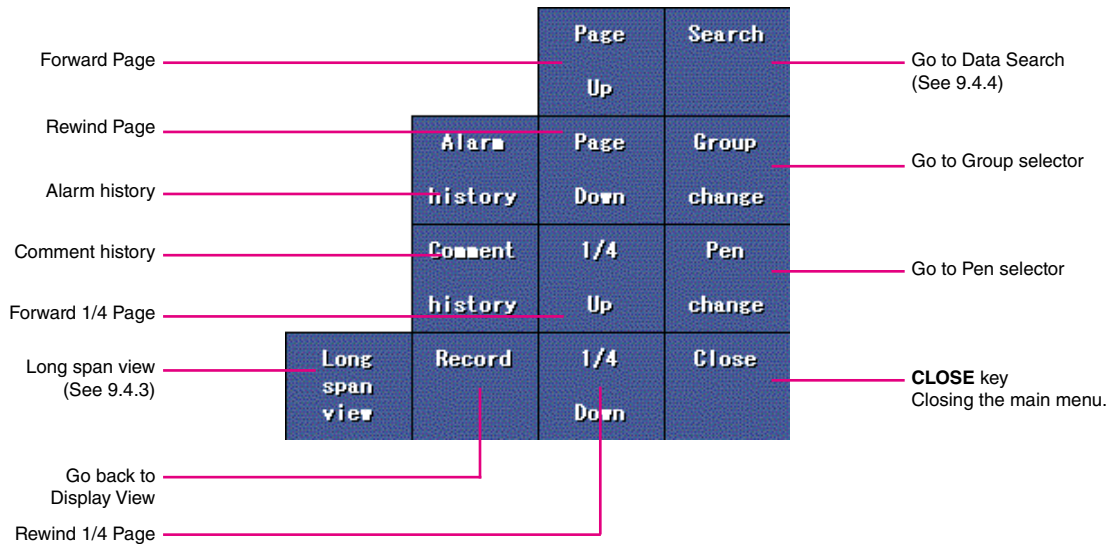 Page
Up
Search
Forward Page
Go to Data Search
(See 9.4.4)
Rewind Page
Alarm
history
Page
Down
Group
change
Go to Group selector
Alarm history
Comment history
Comment
history
1/4
Up
Pen
change
Go to Pen selector
Forward 1/4 Page
Long span view
(See 9.4.3)
Long
span
view
Record
1/4
Down
Close
CLOSE key
Closing the main menu.
Go back to
Display View
Rewind 1/4 Page